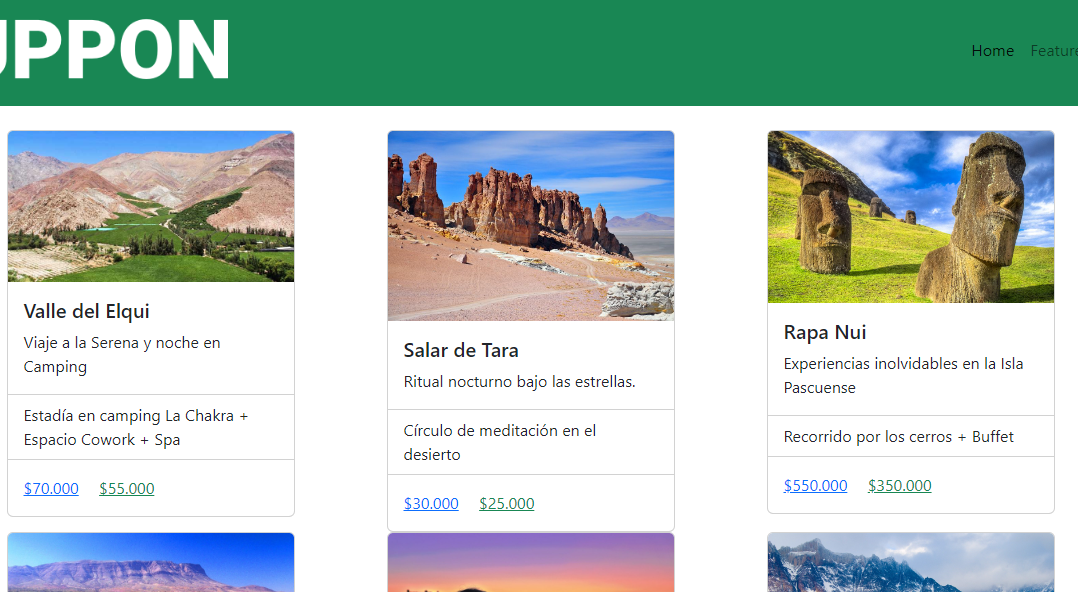 UPPON
Home Feature
Valle del Elqui
Viaje a la Serena y noche en
Camping
Estadía en camping La Chakra +
Espacio Cowork + Spa
$70.000 $55.000
Salar de Tara
Ritual nocturno bajo las estrellas.
Círculo de meditación en el
desierto
$30.000 $25.000
Rapa Nui
Experiencias inolvidables en la Isla
Pascuense
Recorrido por los cerros + Buffet
$550.000 $350.000